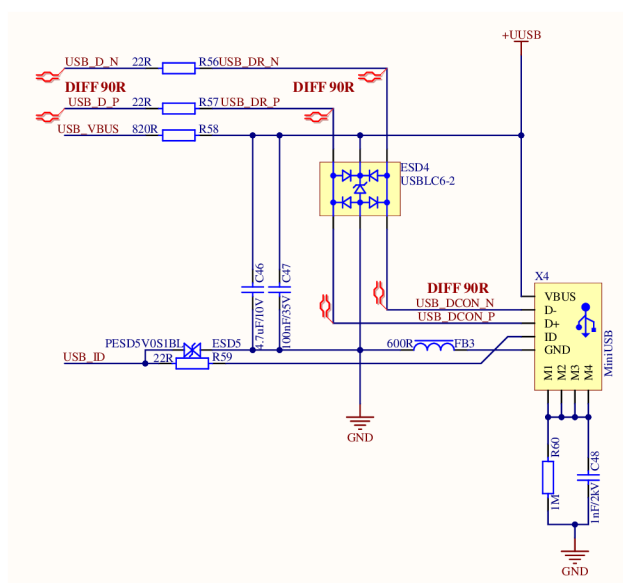 +UUSB
USB_D_N 22R R56 USB_DR_N
DIFF 90R DIFF 90R
USB_D_P 22R R57 USB_DR_P
USB_VBUS 820R R58
ESD4
USBLC6-2
C46
4.7uF/10V
C47
100nF/35V
DIFF 90R
USB_DCON_N
USB_DCON_P
X4
VBUS
D-
D+
ID
GND
M1
M2
M3
M4
MiniUSB
PESD5V0S1BL ESD5
USB_ID 22R R59
600R FB3
GND
R60
1M
C48
1nF/2kV
GND